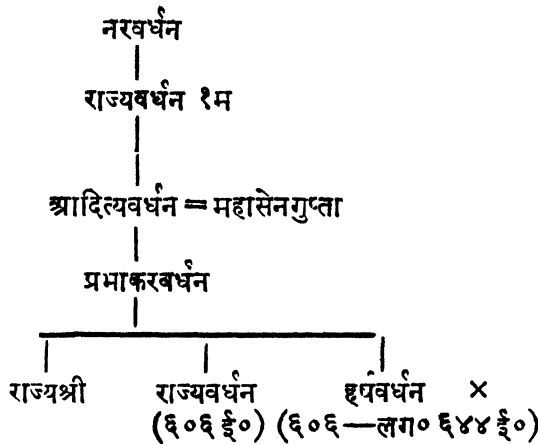 नरवर्धन
राज्यवर्धन १म
आदित्यवर्धन = महासेनगुप्ता
प्रभाकरवर्धन
राज्यश्री राज्यवर्धन हर्षवर्धन ×
(६०६ ई०) (६०६—लग० ६४४ ई०)